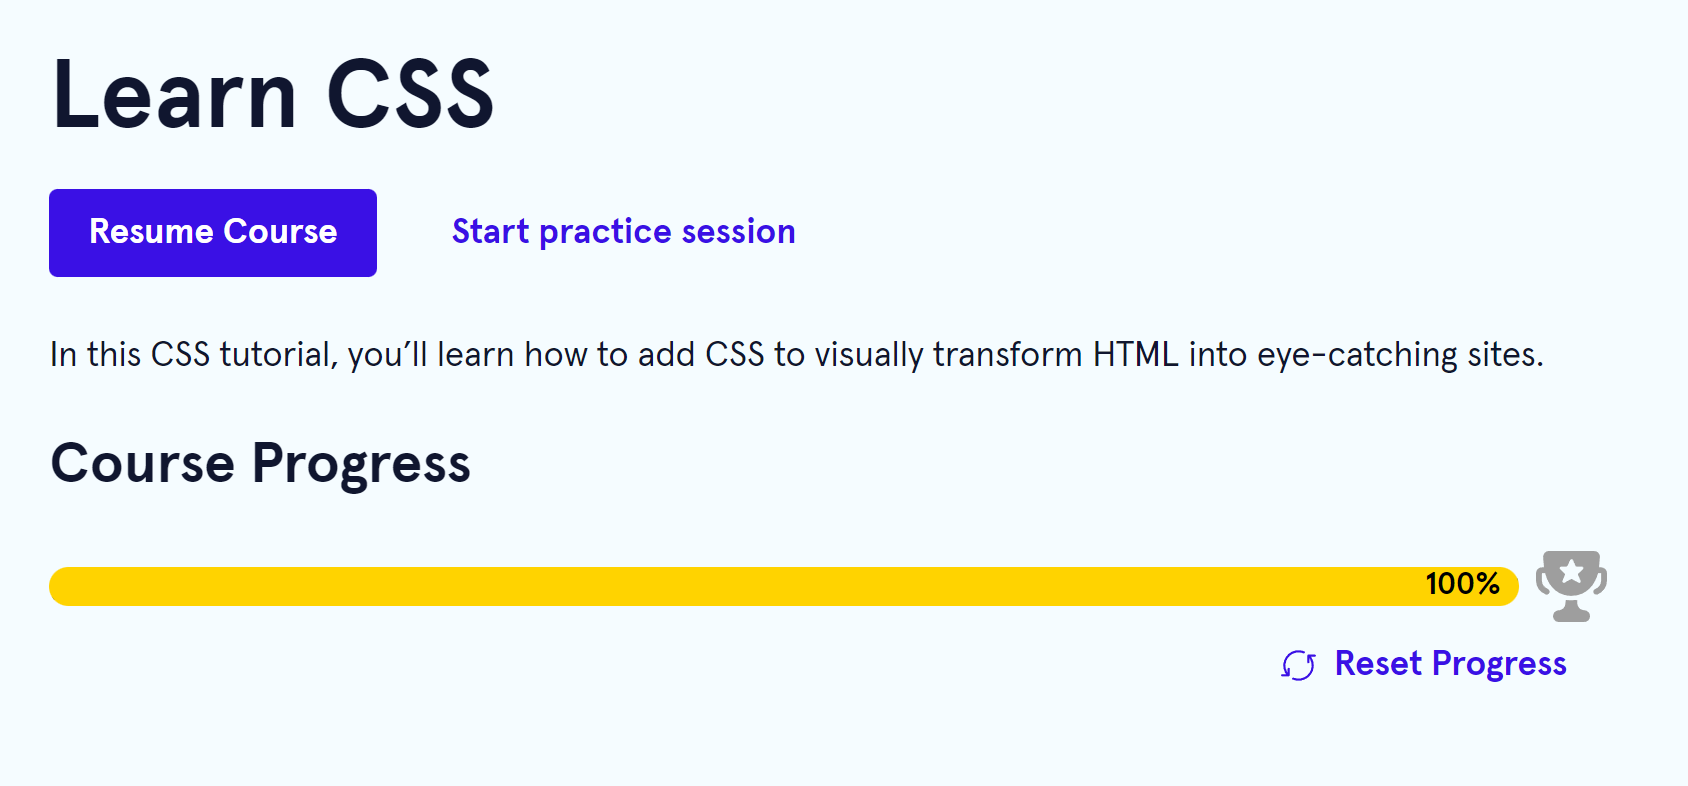 Learn CSS
Resume Course
Start practice session
In this CSS tutorial, you’ll learn how to add CSS to visually transform HTML into eye-catching sites.
Course Progress
100%
Reset Progress